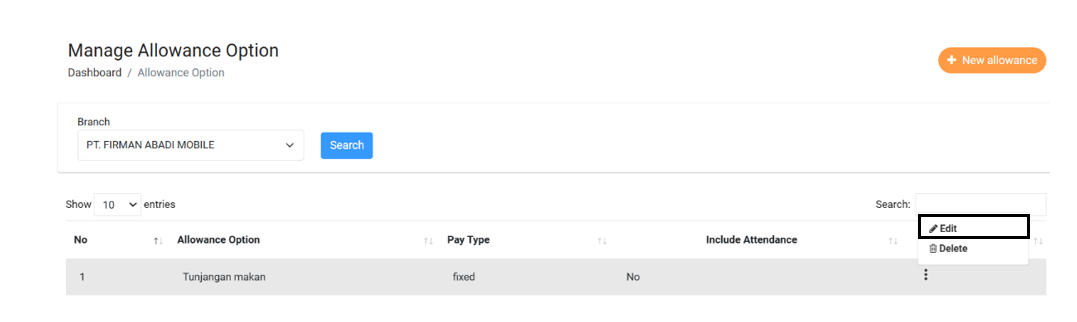 Manage Allowance Option
Dashboard / Allowance Option
+ New allowance
Branch
PT. FIRMAN ABADI MOBILE
Search
Show 10 entries
Search:
Edit
Delete
No Allowance Option Pay Type Include Attendance
1 Tunjangan makan fixed No